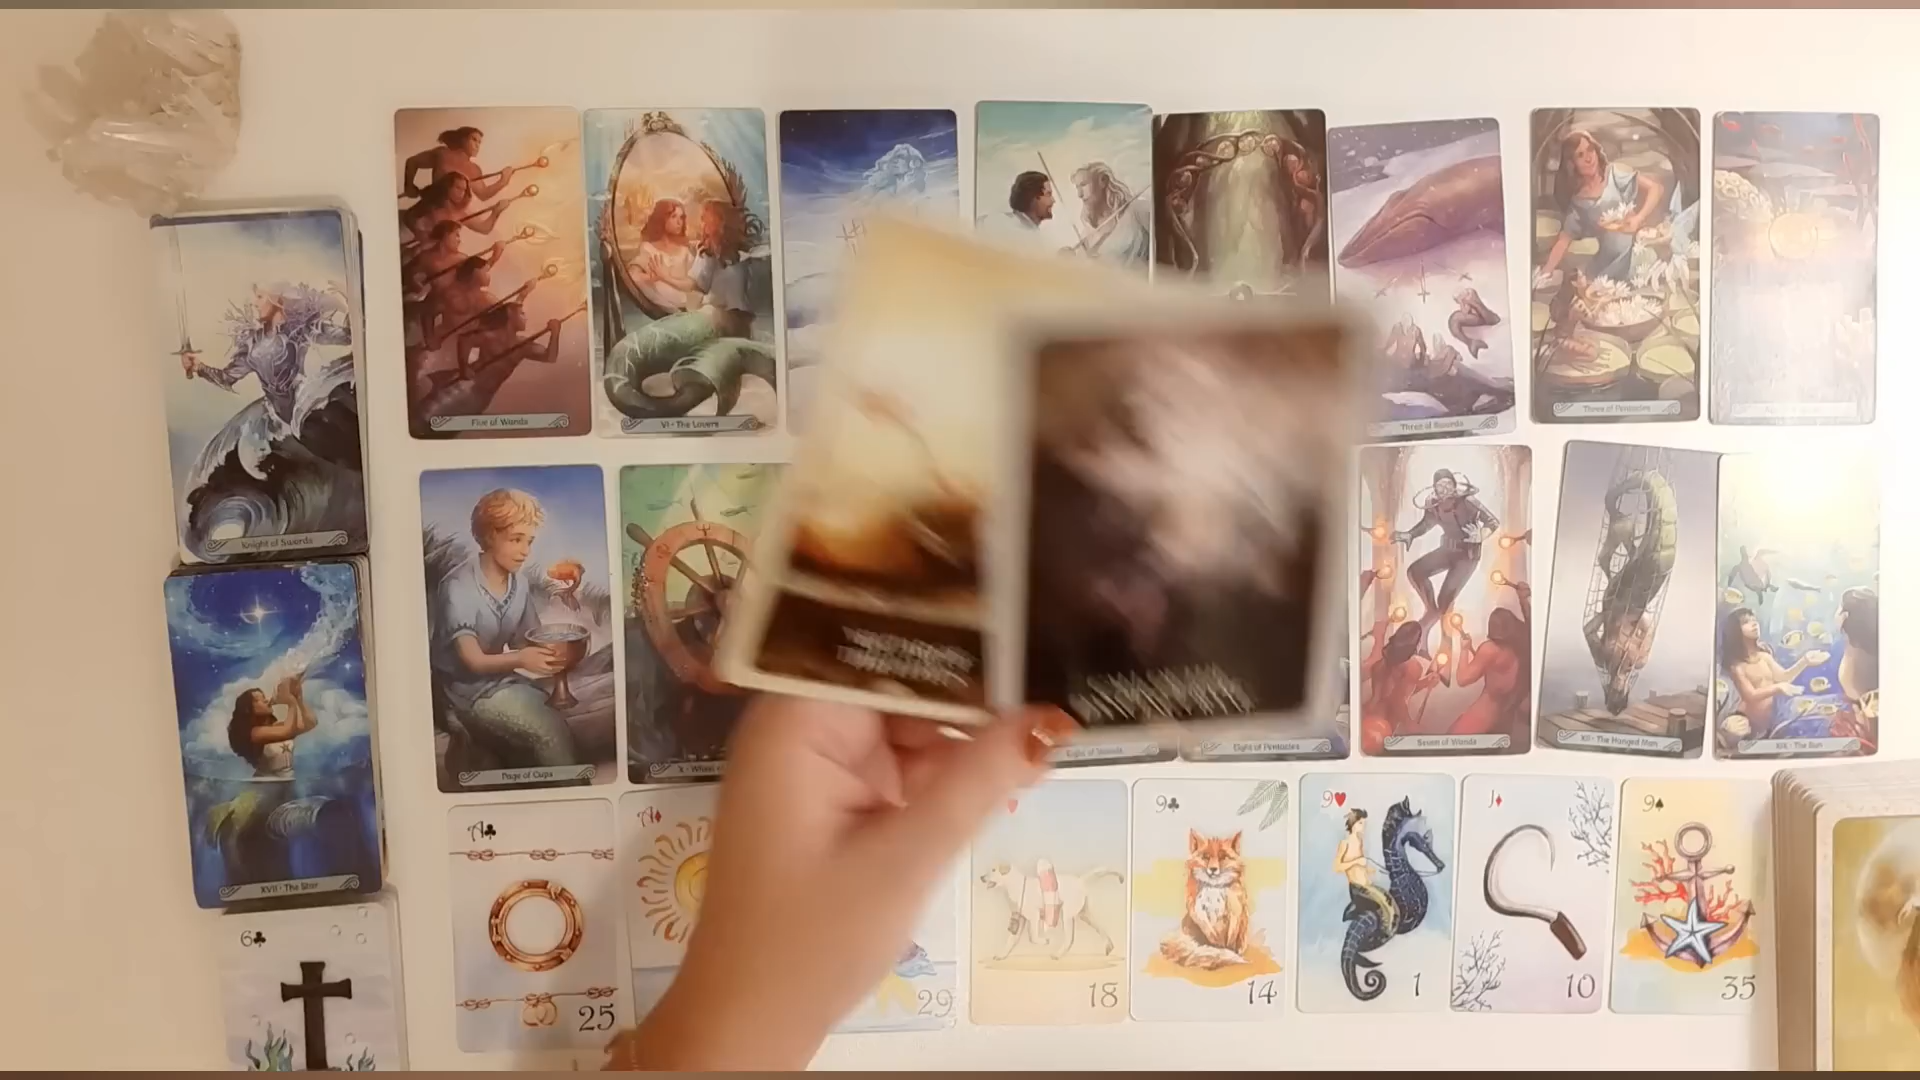 Five of Wands
VI • The Lovers
Three of Swords
Three of Pentacles
Knight of Swords
Page of Cups
X • Wheel
Eight of Swords
Eight of Pentacles
Seven of Wands
XII • The Hanged Man
XIX • The Sun
XVII • The Star
6♣
A♣
25
A♦
29
♥
18
9♣
14
9♥
1
J♦
10
9♠
35